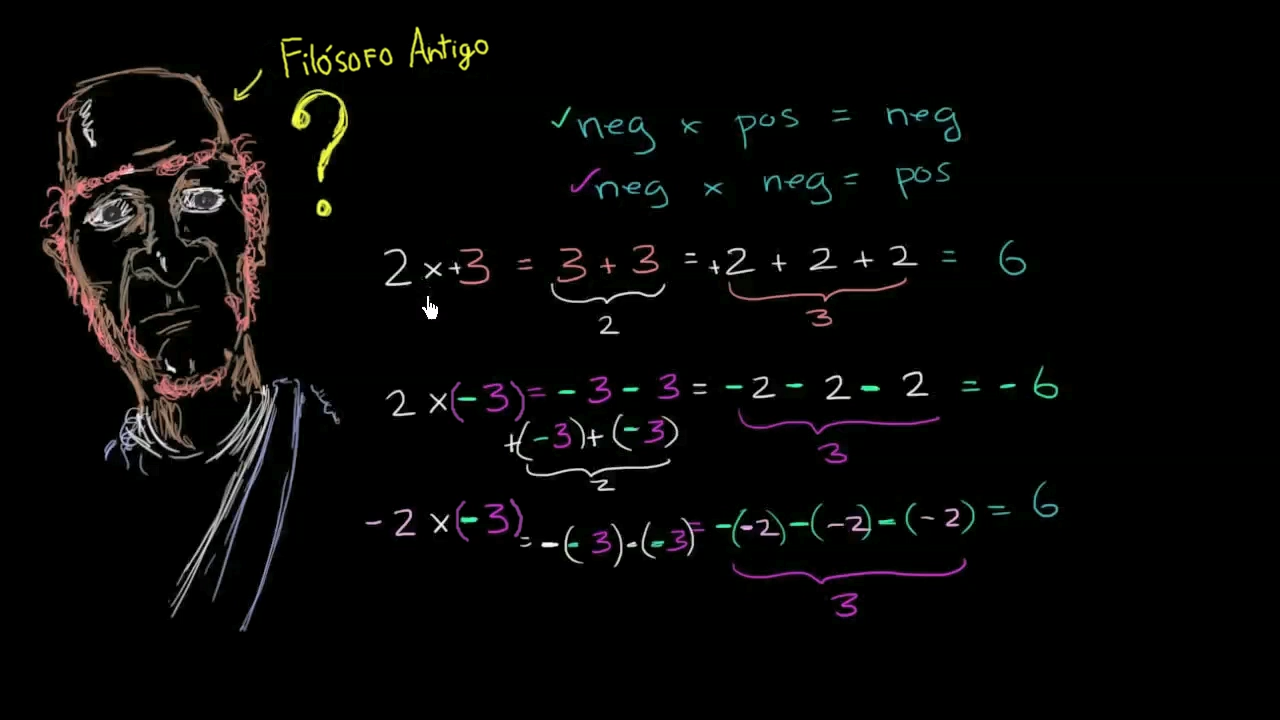 Filósofo Antigo
?
✓neg x pos = neg
✓neg x neg = pos
2 x +3 = 3 + 3 = +2 + 2 + 2 = 6
2 3
2 x (-3) = - 3 - 3 = - 2 - 2 - 2 = - 6
+(-3)+(-3) 3
2
-2 x (-3) = -(-3)-(-3) = -(-2)-(-2)-(-2) = 6
3